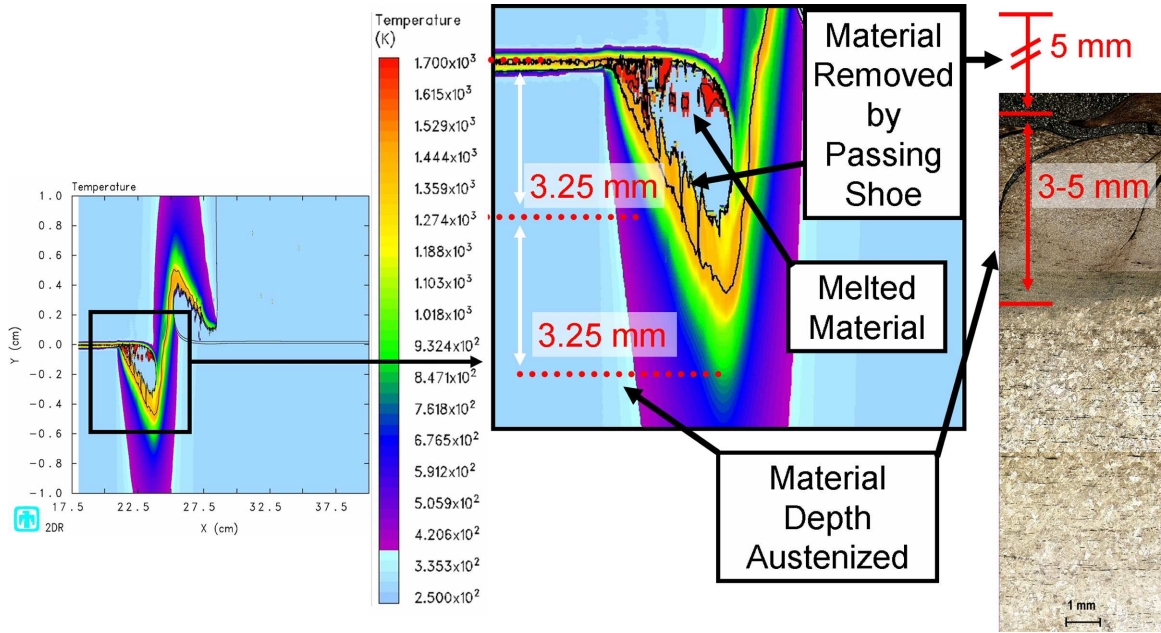 Temperature
1.0
0.8
0.6
0.4
0.2
0.0
-0.2
-0.4
-0.6
-0.8
-1.0
Y (cm)
17.5
22.5
27.5
32.5
37.5
X (cm)
2DR
Temperature
(K)
1.700x10³
1.615x10³
1.529x10³
1.444x10³
1.359x10³
1.274x10³
1.188x10³
1.103x10³
1.018x10³
9.324x10²
8.471x10²
7.618x10²
6.765x10²
5.912x10²
5.059x10²
4.206x10²
3.353x10²
2.500x10²
3.25 mm
3.25 mm
Material
Removed
by
Passing
Shoe
Melted
Material
Material
Depth
Austenized
5 mm
3-5 mm
1 mm